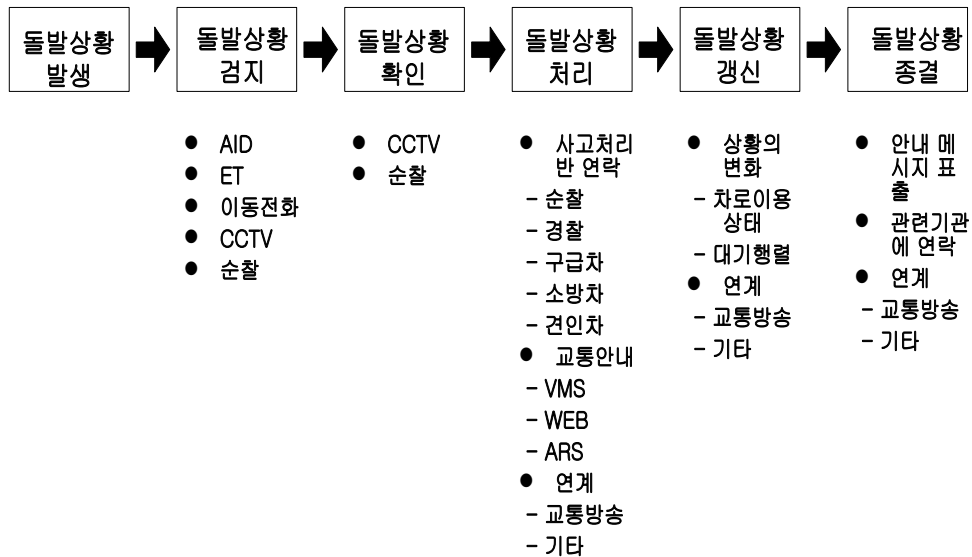 돌발상황
발생
돌발상황
검지
돌발상황
확인
돌발상황
처리
돌발상황
갱신
돌발상황
종결
● AID
● ET
● 이동전화
● CCTV
● 순찰
● CCTV
● 순찰
● 사고처리
반 연락
- 순찰
- 경찰
- 구급차
- 소방차
- 견인차
● 교통안내
- VMS
- WEB
- ARS
● 연계
- 교통방송
- 기타
● 상황의
변화
- 차로이용
상태
- 대기행렬
● 연계
- 교통방송
- 기타
● 안내 메
시지 표
출
● 관련기관
에 연락
● 연계
- 교통방송
- 기타